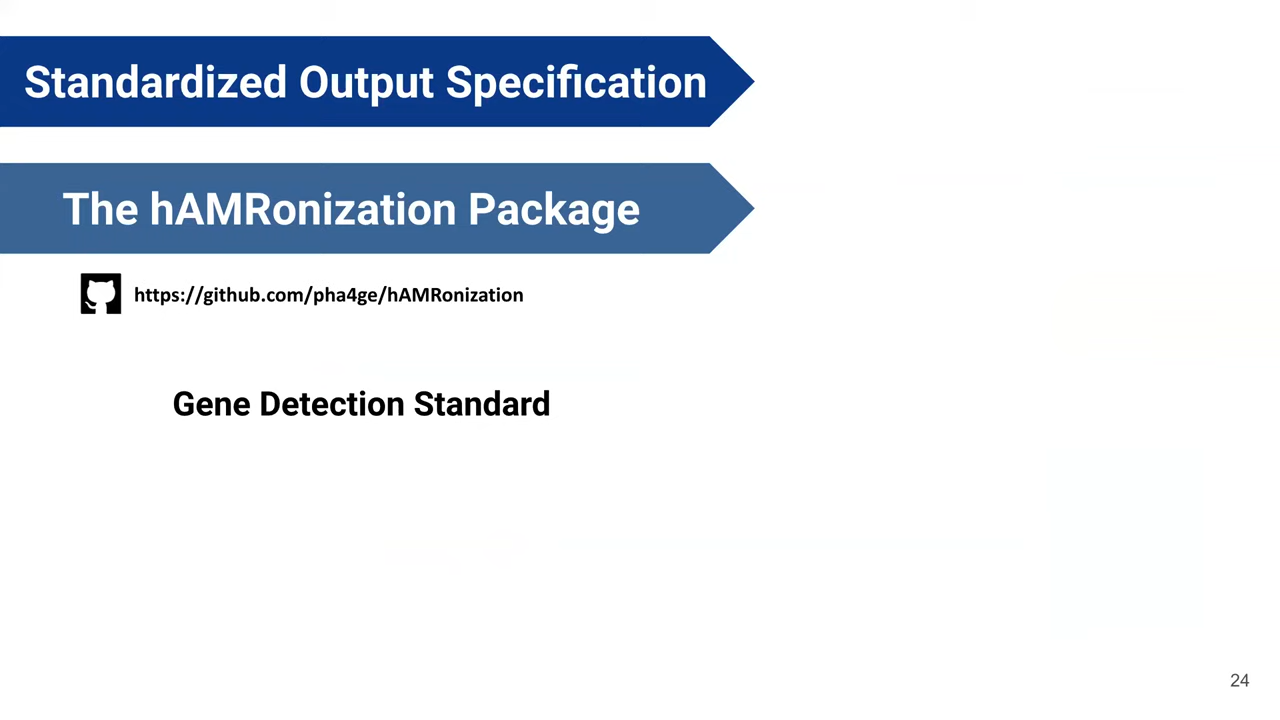 Standardized Output Specification
The hAMRonization Package
https://github.com/pha4ge/hAMRonization
Gene Detection Standard
24